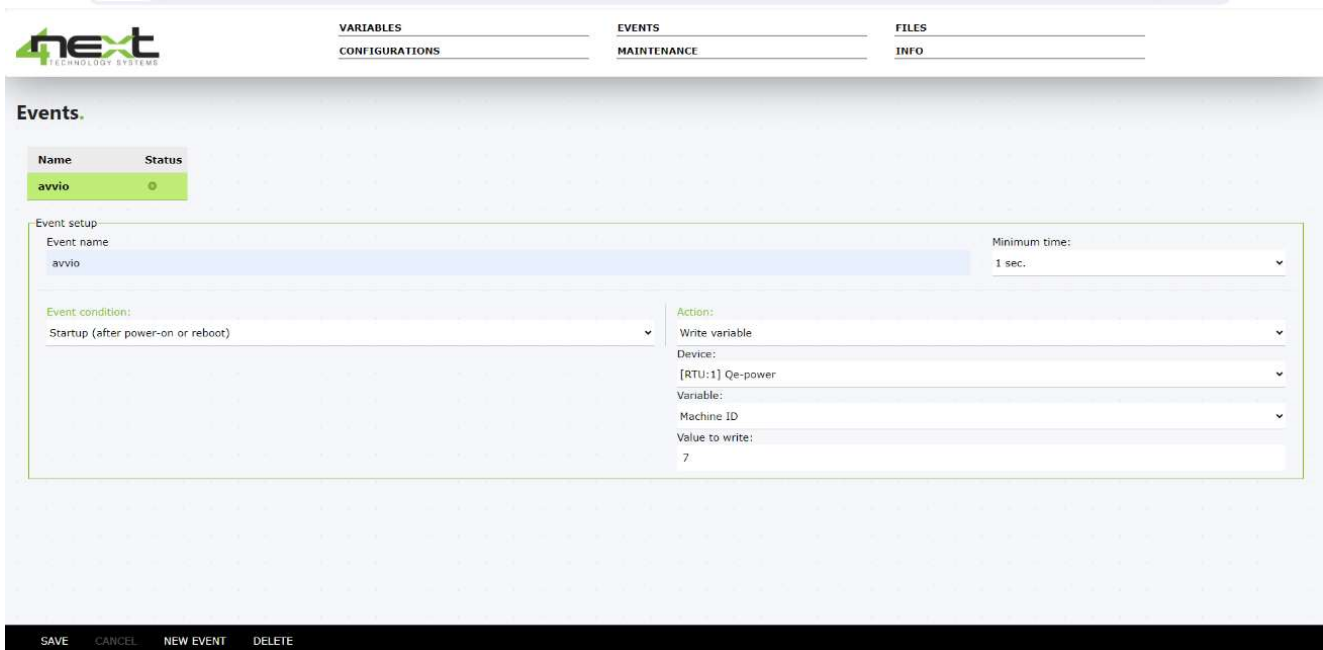 4next
TECHNOLOGY SYSTEMS
VARIABLES
EVENTS
FILES
CONFIGURATIONS
MAINTENANCE
INFO
Events.
Name Status
avvio
Event setup
Event name
avvio
Minimum time:
1 sec.
Event condition:
Startup (after power-on or reboot)
Action:
Write variable
Device:
[RTU:1] Qe-power
Variable:
Machine ID
Value to write:
7
SAVE CANCEL NEW EVENT DELETE